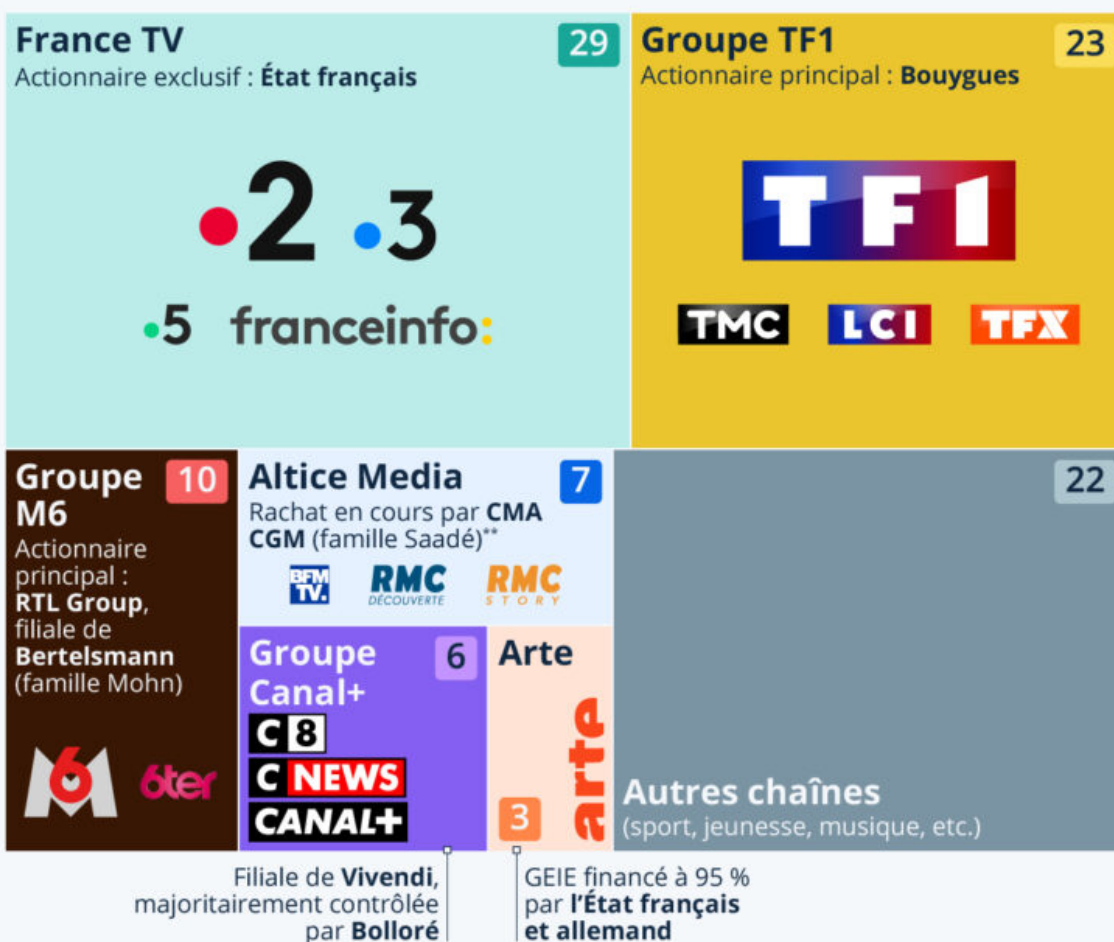 France TV
29
Actionnaire exclusif : État français
.2 .3
.5 franceinfo:
Groupe TF1
23
Actionnaire principal : Bouygues
TF1
TMC LCI TFX
Groupe
10
M6
Actionnaire
principal :
RTL Group,
filiale de
Bertelsmann
(famille Mohn)
M6 6ter
Altice Media
7
Rachat en cours par CMA
CGM (famille Saadé)**
BFM
TV.
RMC
DÉCOUVERTE
RMC
STORY
Groupe
6
Canal+
C8
CNEWS
CANAL+
Arte
arte
3
22
Autres chaînes
(sport, jeunesse, musique, etc.)
Filiale de Vivendi,
majoritairement contrôlée
par Bolloré
GEIE financé à 95 %
par l'État français
et allemand